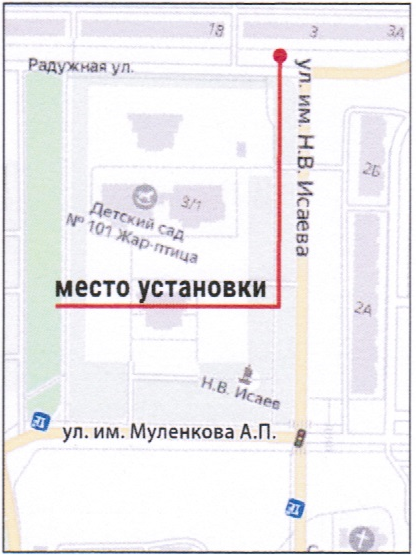 1В 3 3А
Радужная ул.
ул. им. Н.В. Исаева
2Б
3/1
Детский сад
№ 101 Жар-птица
место установки
2А
Н.В. Исаев
ул. им. Муленкова А.П.